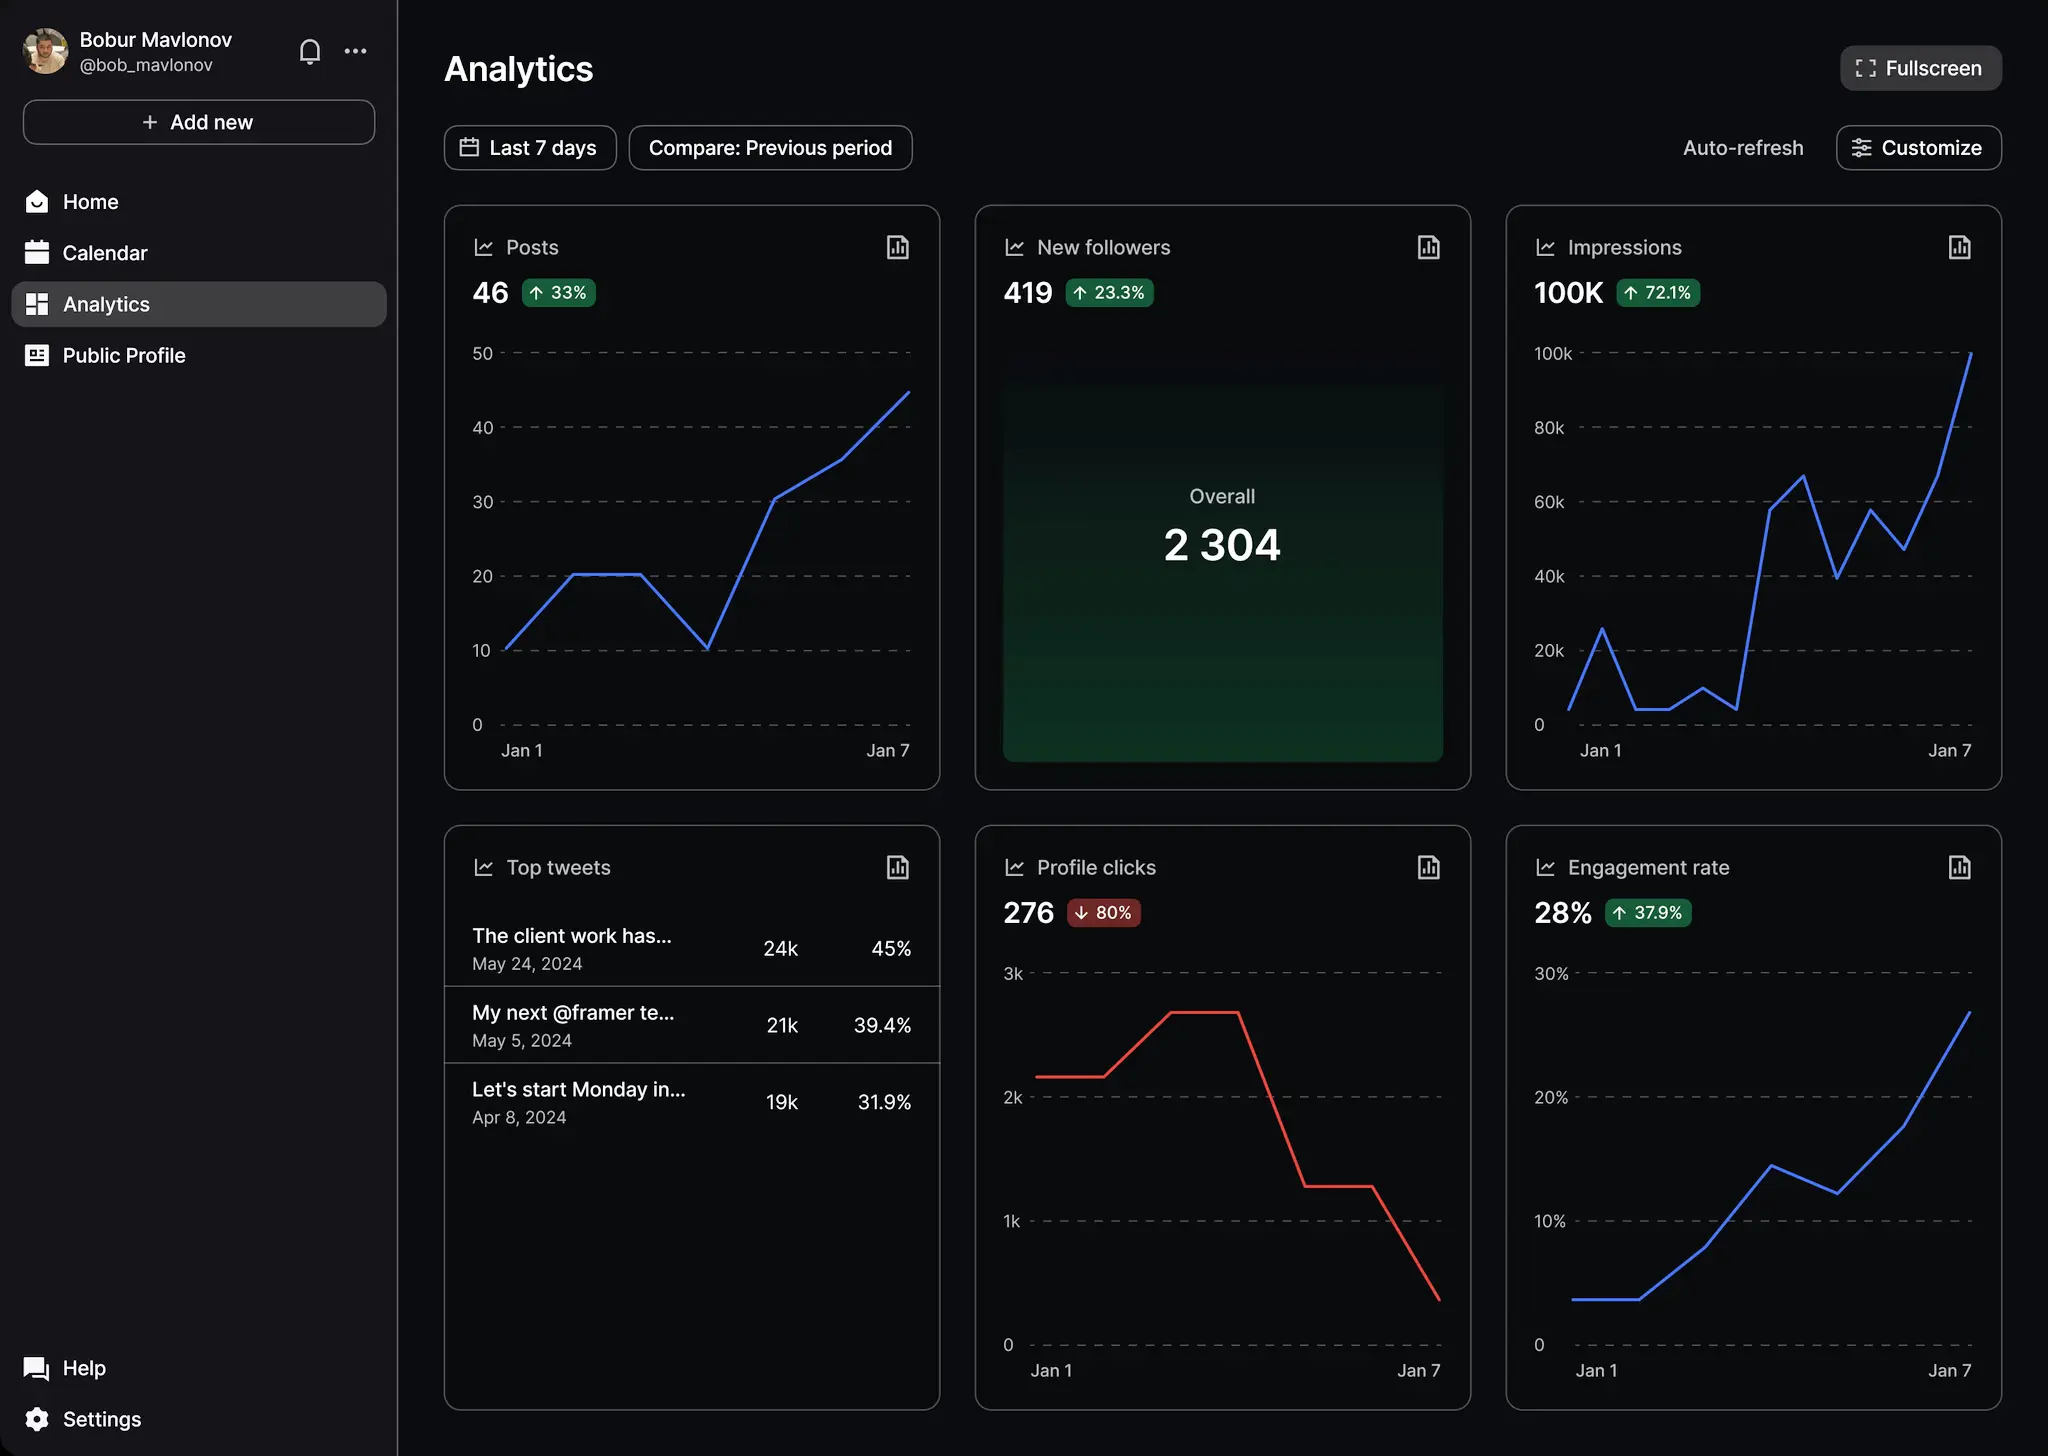 Bobur Mavlonov
@bob_mavlonov
Add new
Home
Calendar
Analytics
Public Profile
Help
Settings
Analytics
Fullscreen
Last 7 days
Compare: Previous period
Auto-refresh
Customize
Posts
46
33%
50
40
30
20
10
0
Jan 1
Jan 7
New followers
419
23.3%
Overall
2 304
Impressions
100K
72.1%
100k
80k
60k
40k
20k
0
Jan 1
Jan 7
Top tweets
The client work has...
24k
45%
May 24, 2024
My next @framer te...
21k
39.4%
May 5, 2024
Let's start Monday in...
19k
31.9%
Apr 8, 2024
Profile clicks
276
80%
3k
2k
1k
0
Jan 1
Jan 7
Engagement rate
28%
37.9%
30%
20%
10%
0
Jan 1
Jan 7